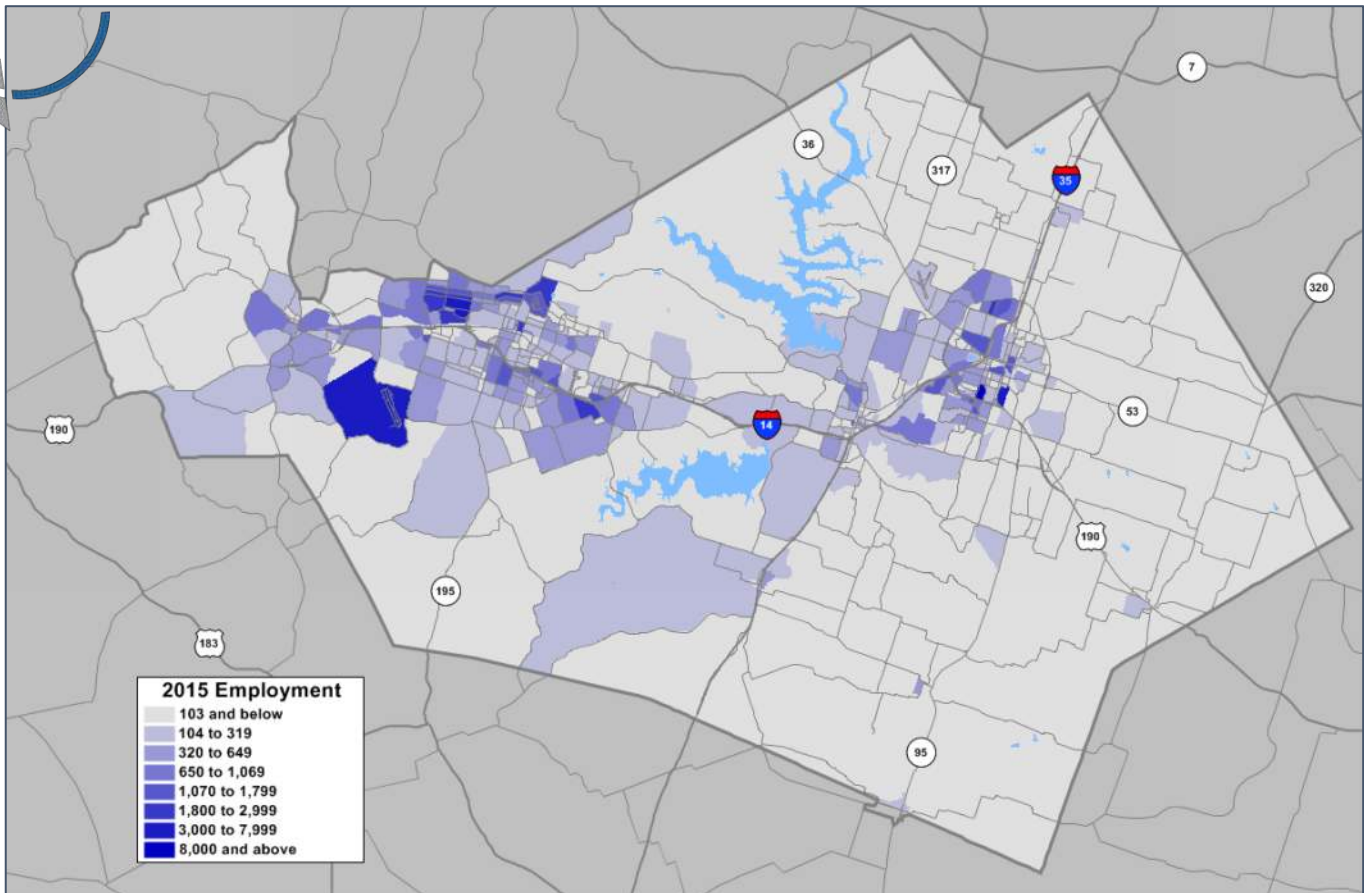 7
36
317
35
320
53
190
14
190
195
183
95
2015 Employment
103 and below
104 to 319
320 to 649
650 to 1,069
1,070 to 1,799
1,800 to 2,999
3,000 to 7,999
8,000 and above